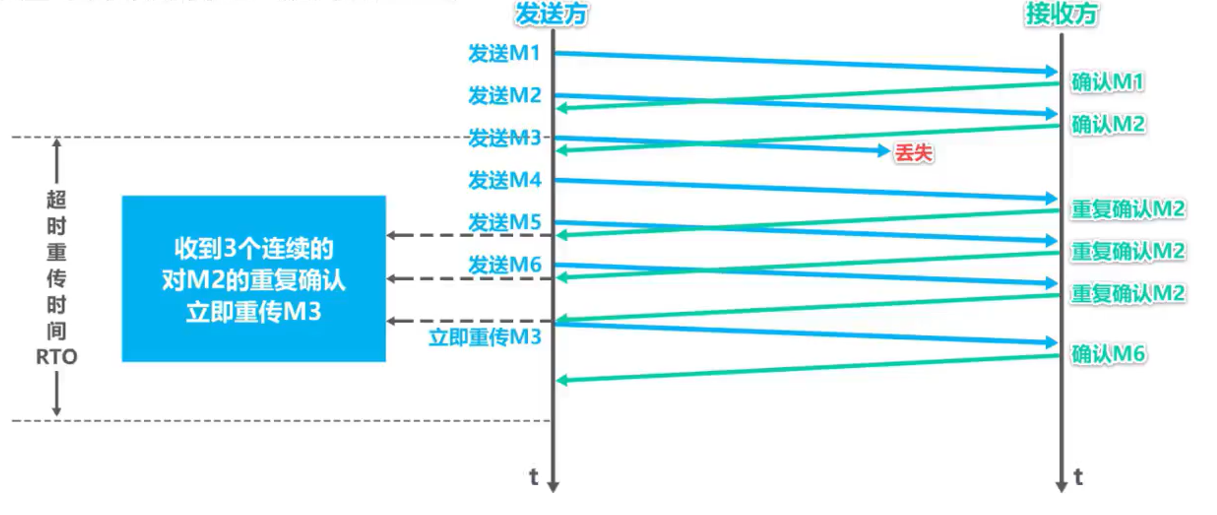 发送方
接收方
发送M1
确认M1
发送M2
确认M2
发送M3
丢失
发送M4
重复确认M2
发送M5
重复确认M2
发送M6
重复确认M2
立即重传M3
确认M6
超
时
重
传
时
间
RTO
收到3个连续的
对M2的重复确认
立即重传M3
t
t